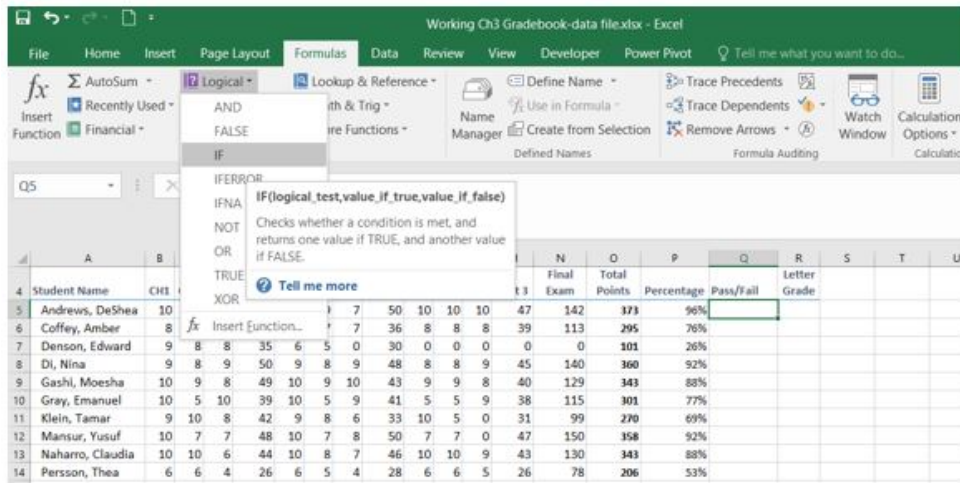 Working Ch3 Gradebook-data file.xlsx - Excel
File Home Insert Page Layout Formulas Data Review View Developer Power Pivot Tell me what you want to do...
fx Σ AutoSum Logical Lookup & Reference Define Name Trace Precedents
Recently Used th & Trig Use in Formula Trace Dependents
Insert Function Financial re Functions Name Manager Create from Selection Remove Arrows fx Watch Window Calculation Options
Defined Names Formula Auditing Calculatio
AND
FALSE
IF
IFERROR
IFNA
NOT
OR
TRUE
XOR
fx Insert Function...
IF(logical_test,value_if_true,value_if_false)
Checks whether a condition is met, and
returns one value if TRUE, and another value
if FALSE.
Tell me more
Q5
A B N O P Q R S T U
Final Total Letter
4 Student Name CH1 t 3 Exam Points Percentage Pass/Fail Grade
5 Andrews, DeShea 10 7 50 10 10 10 47 142 373 96%
6 Coffey, Amber 8 7 36 8 8 8 39 113 295 76%
7 Denson, Edward 9 8 8 35 6 5 0 30 0 0 0 0 0 101 26%
8 Di, Nina 9 8 9 50 9 8 9 48 8 8 9 45 140 360 92%
9 Gashi, Moesha 10 9 8 49 10 9 10 43 9 9 8 40 129 343 88%
10 Gray, Emanuel 10 5 10 39 10 5 9 41 5 5 9 38 115 301 77%
11 Klein, Tamar 9 10 8 42 9 8 6 33 10 5 0 31 99 270 69%
12 Mansur, Yusuf 10 7 7 48 10 7 8 50 7 7 0 47 150 358 92%
13 Naharro, Claudia 10 10 6 44 10 8 7 46 10 10 9 43 130 343 88%
14 Persson, Thea 6 6 4 26 6 5 4 28 6 6 5 26 78 206 53%